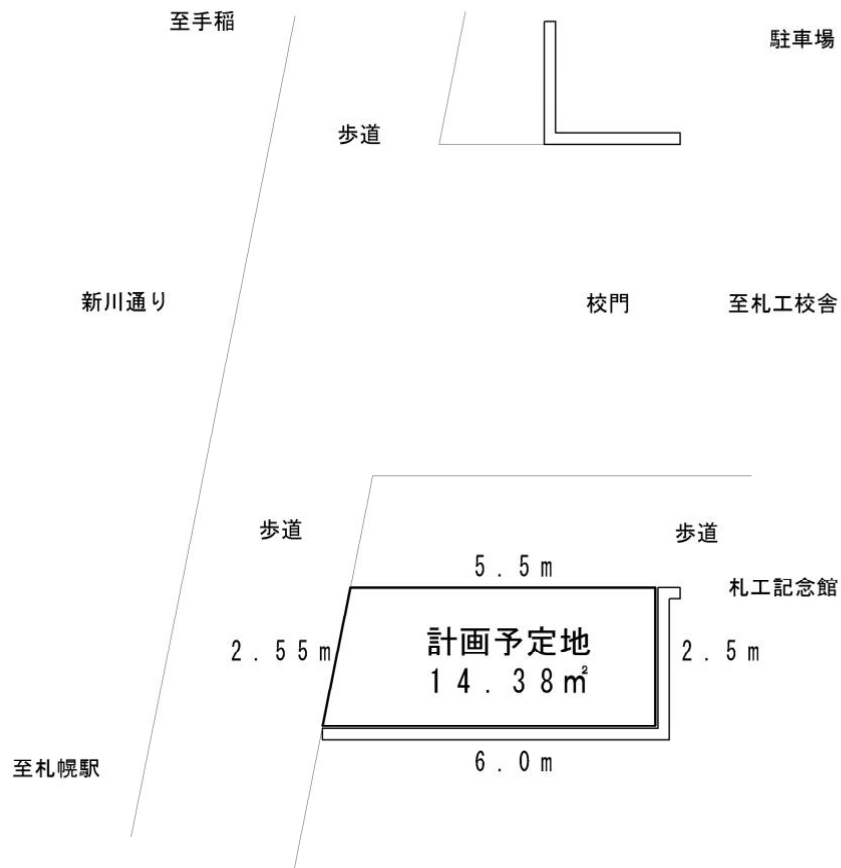 至手稲
駐車場
歩道
新川通り
校門
至札工校舎
歩道
歩道
5.5m
札工記念館
計画予定地
2.55m
2.5m
14.38㎡
6.0m
至札幌駅